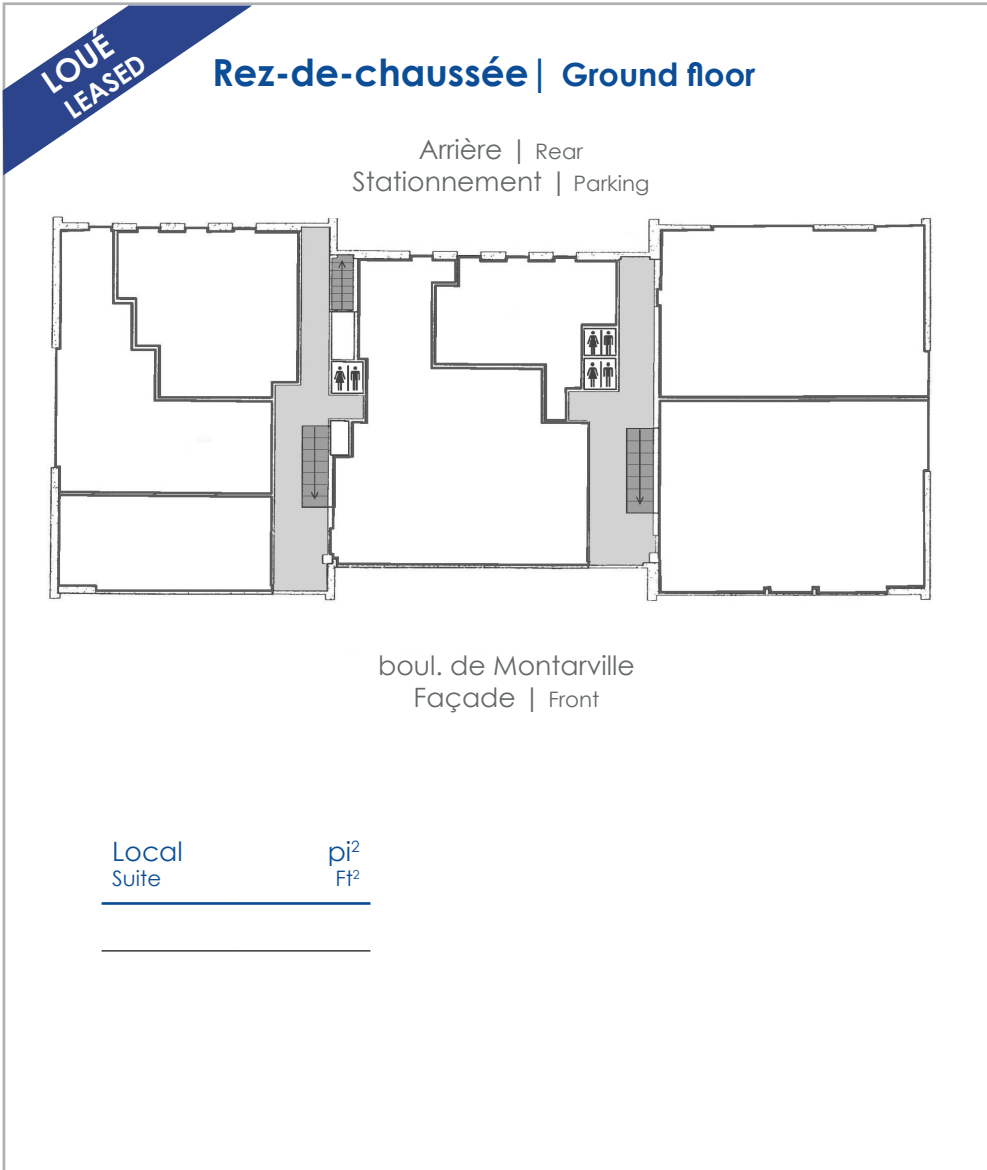 LOUÉ
LEASED
Rez-de-chaussée | Ground floor
Arrière | Rear
Stationnement | Parking
boul. de Montarville
Façade | Front
Local pi²
Suite Ft²